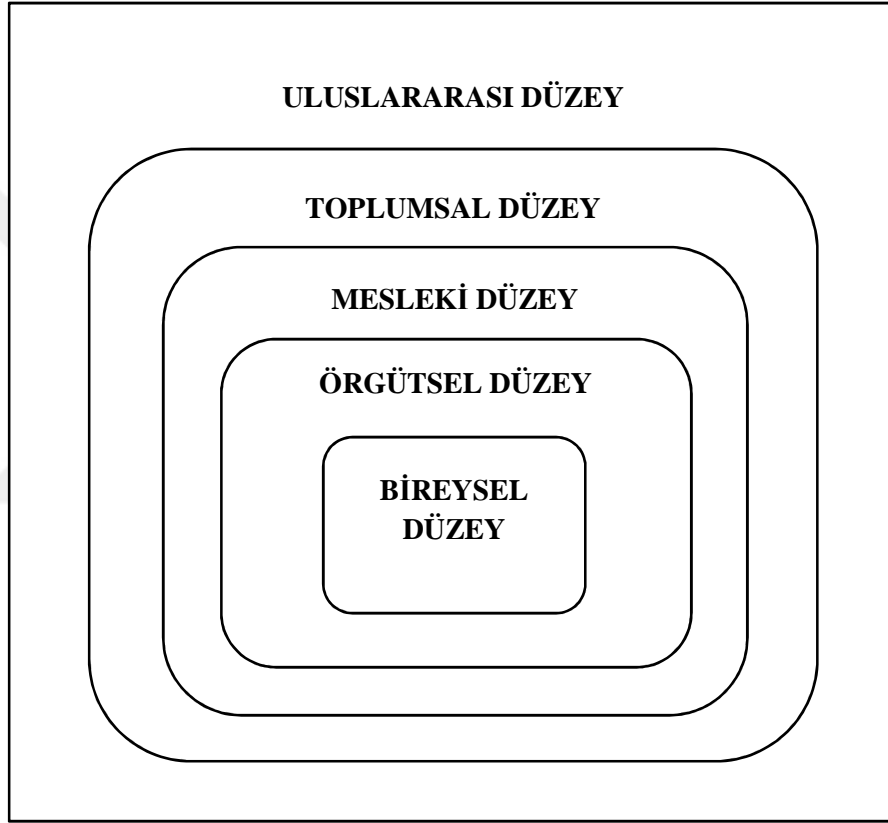 ULUSLARARASI DÜZEY
TOPLUMSAL DÜZEY
MESLEKİ DÜZEY
ÖRGÜTSEL DÜZEY
BİREYSEL
DÜZEY